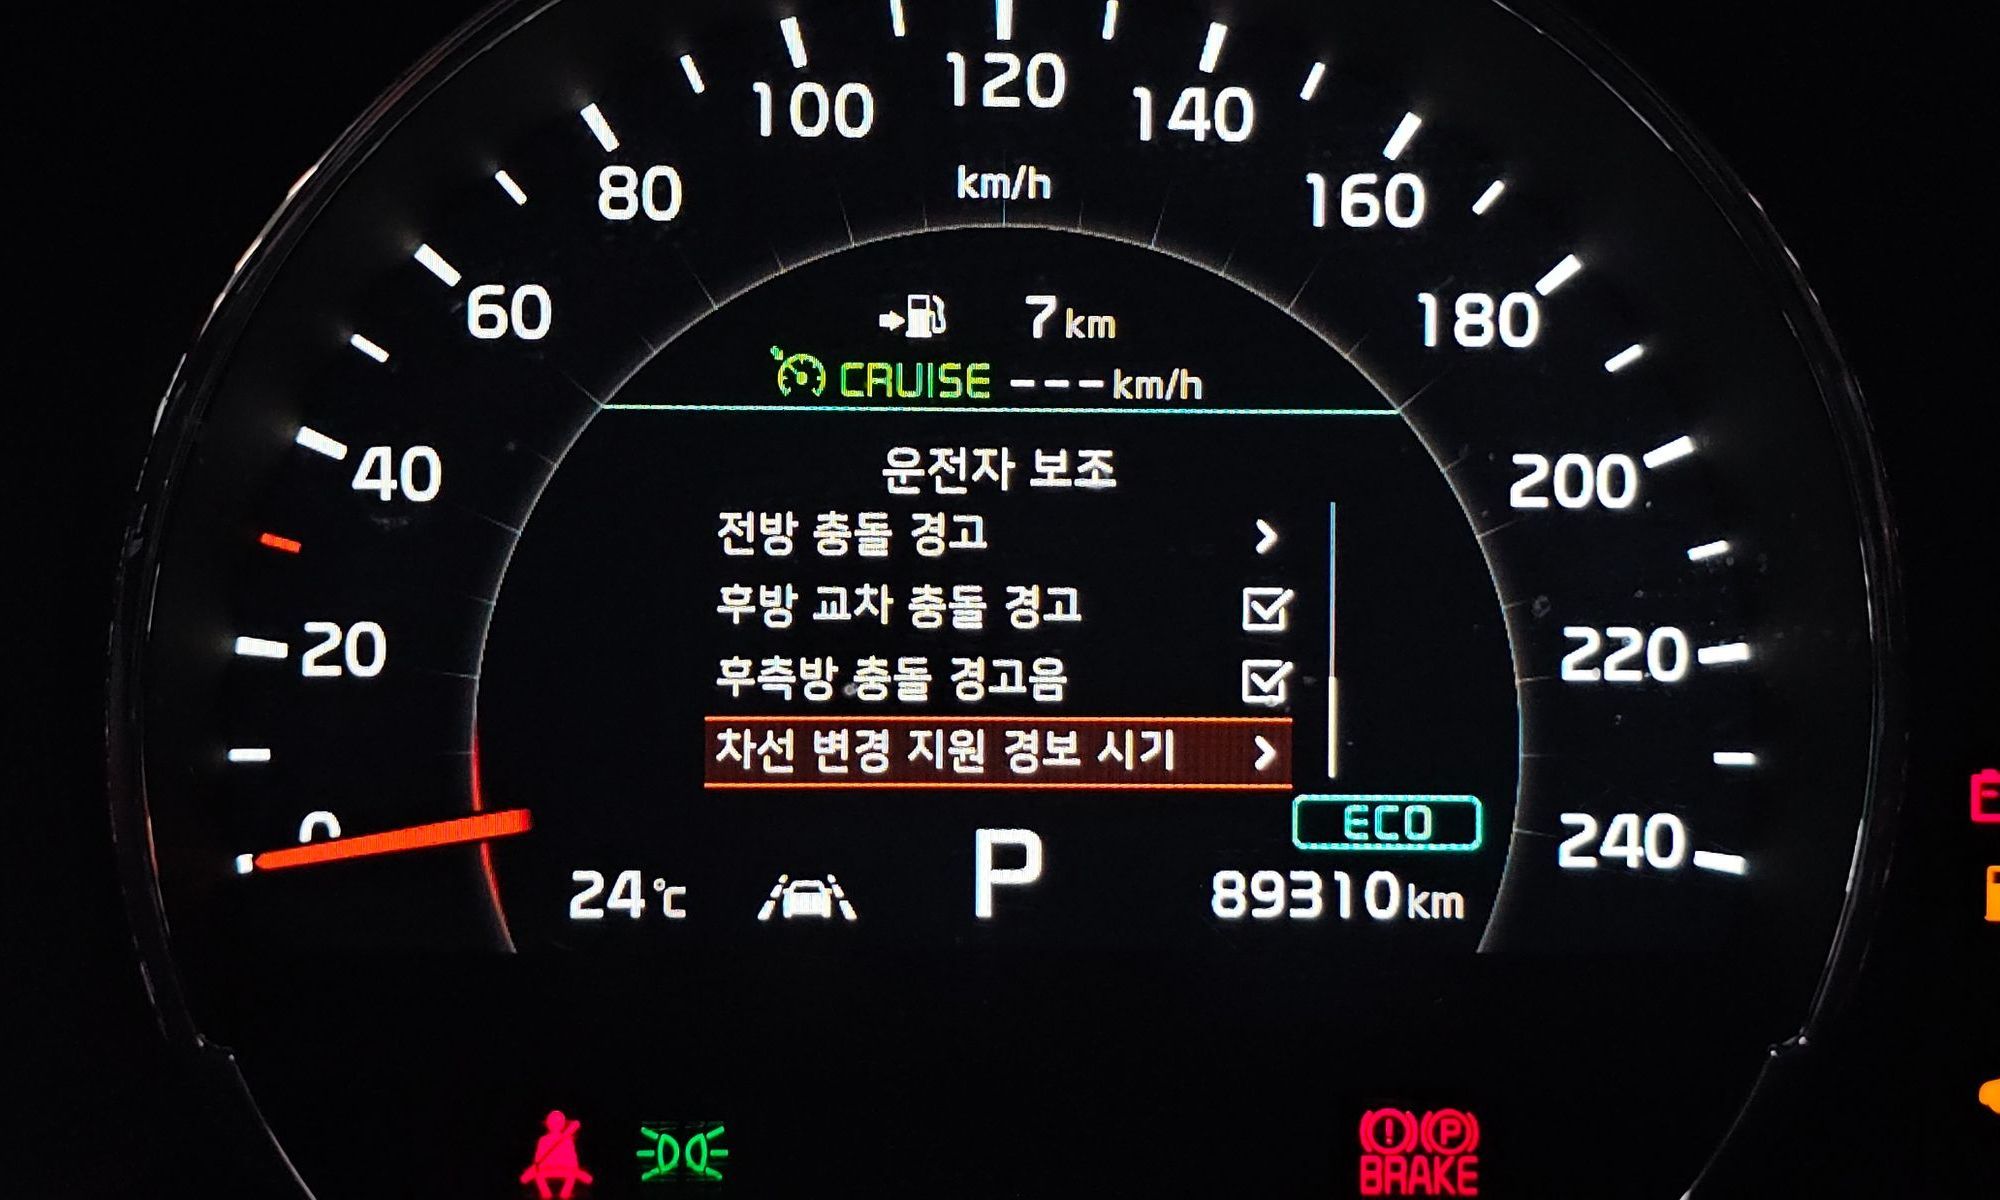 120
100
140
80
km/h
160
60
7 km
180
CRUISE ---km/h
40
운전자 보조
200
전방 충돌 경고
후방 교차 충돌 경고
20
220
후측방 충돌 경고음
차선 변경 지원 경보 시기
0
ECO
240
24°C
P
89310 km
BRAKE